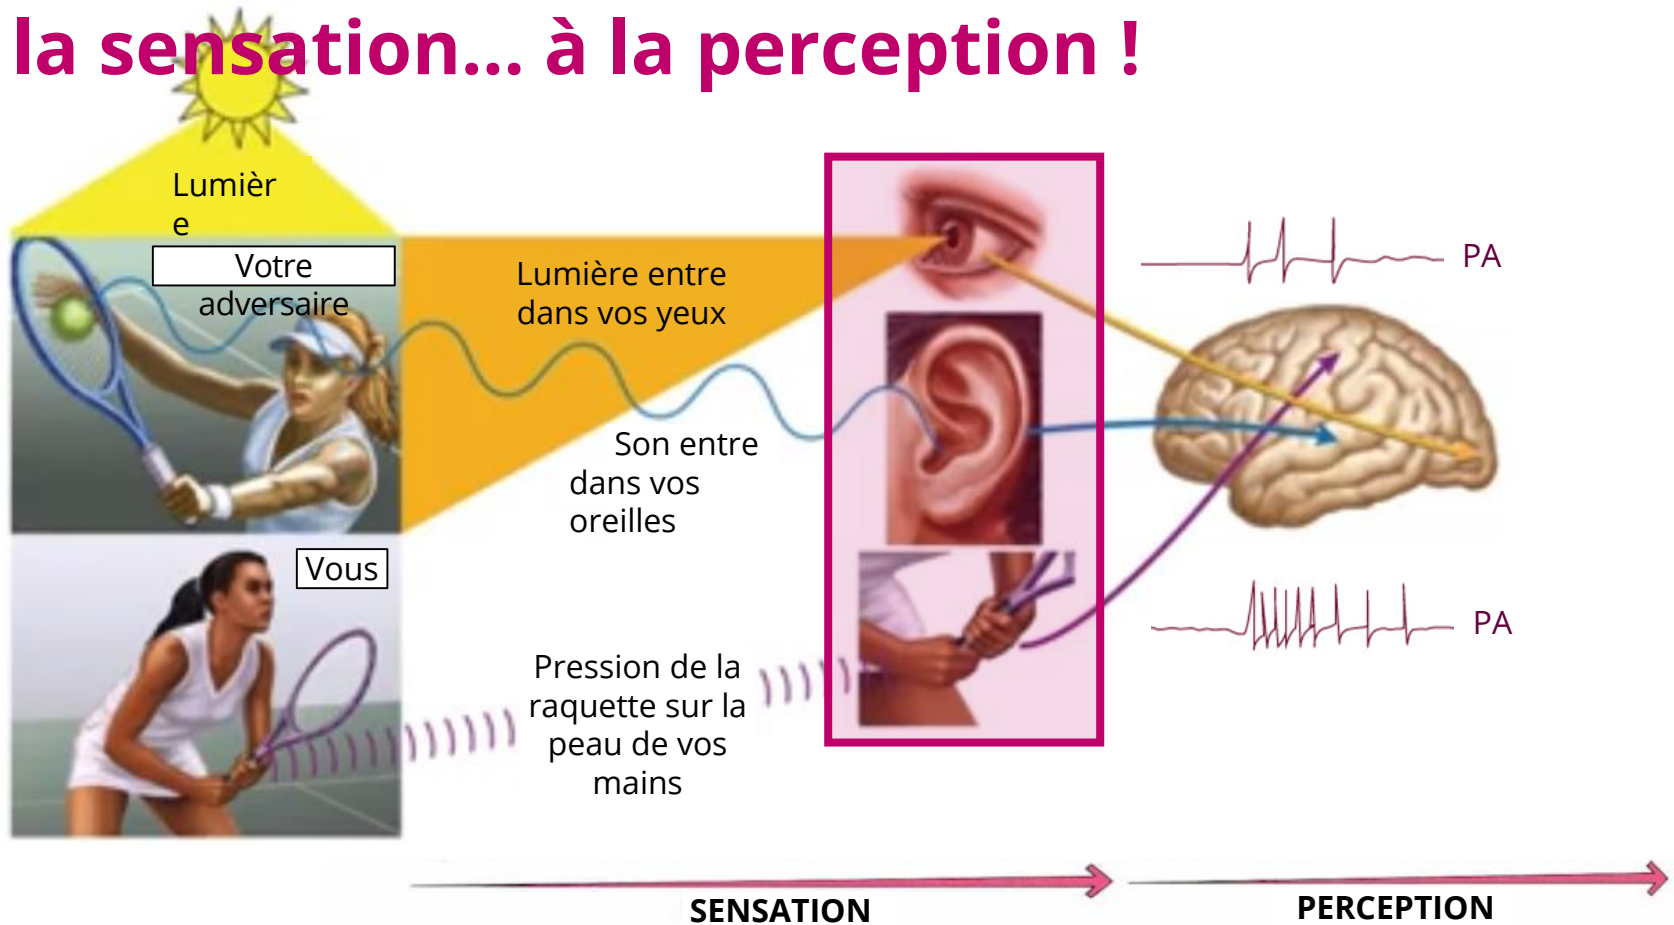 la sensation... à la perception !
Lumièr
e
Votre
adversaire
Lumière entre
dans vos yeux
Son entre
dans vos
oreilles
Vous
Pression de la
raquette sur la
peau de vos
mains
PA
PA
SENSATION
PERCEPTION